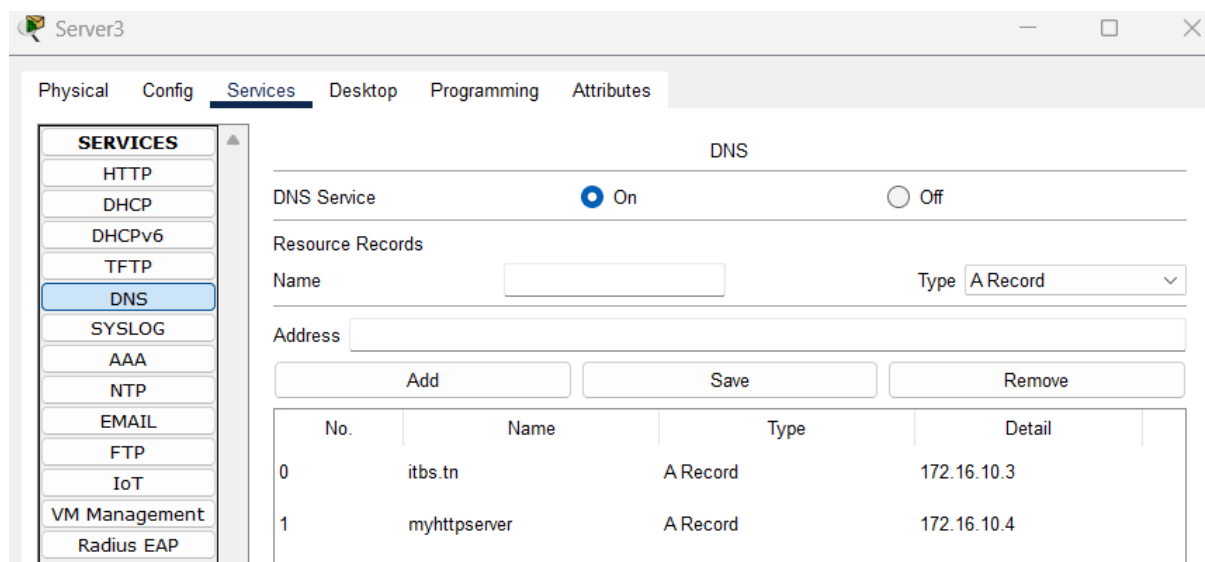 Server3
Physical Config Services Desktop Programming Attributes
SERVICES
HTTP
DHCP
DHCPv6
TFTP
DNS
SYSLOG
AAA
NTP
EMAIL
FTP
IoT
VM Management
Radius EAP
DNS
DNS Service On Off
Resource Records
Name Type A Record
Address
Add Save Remove
No. Name Type Detail
0 itbs.tn A Record 172.16.10.3
1 myhttpserver A Record 172.16.10.4